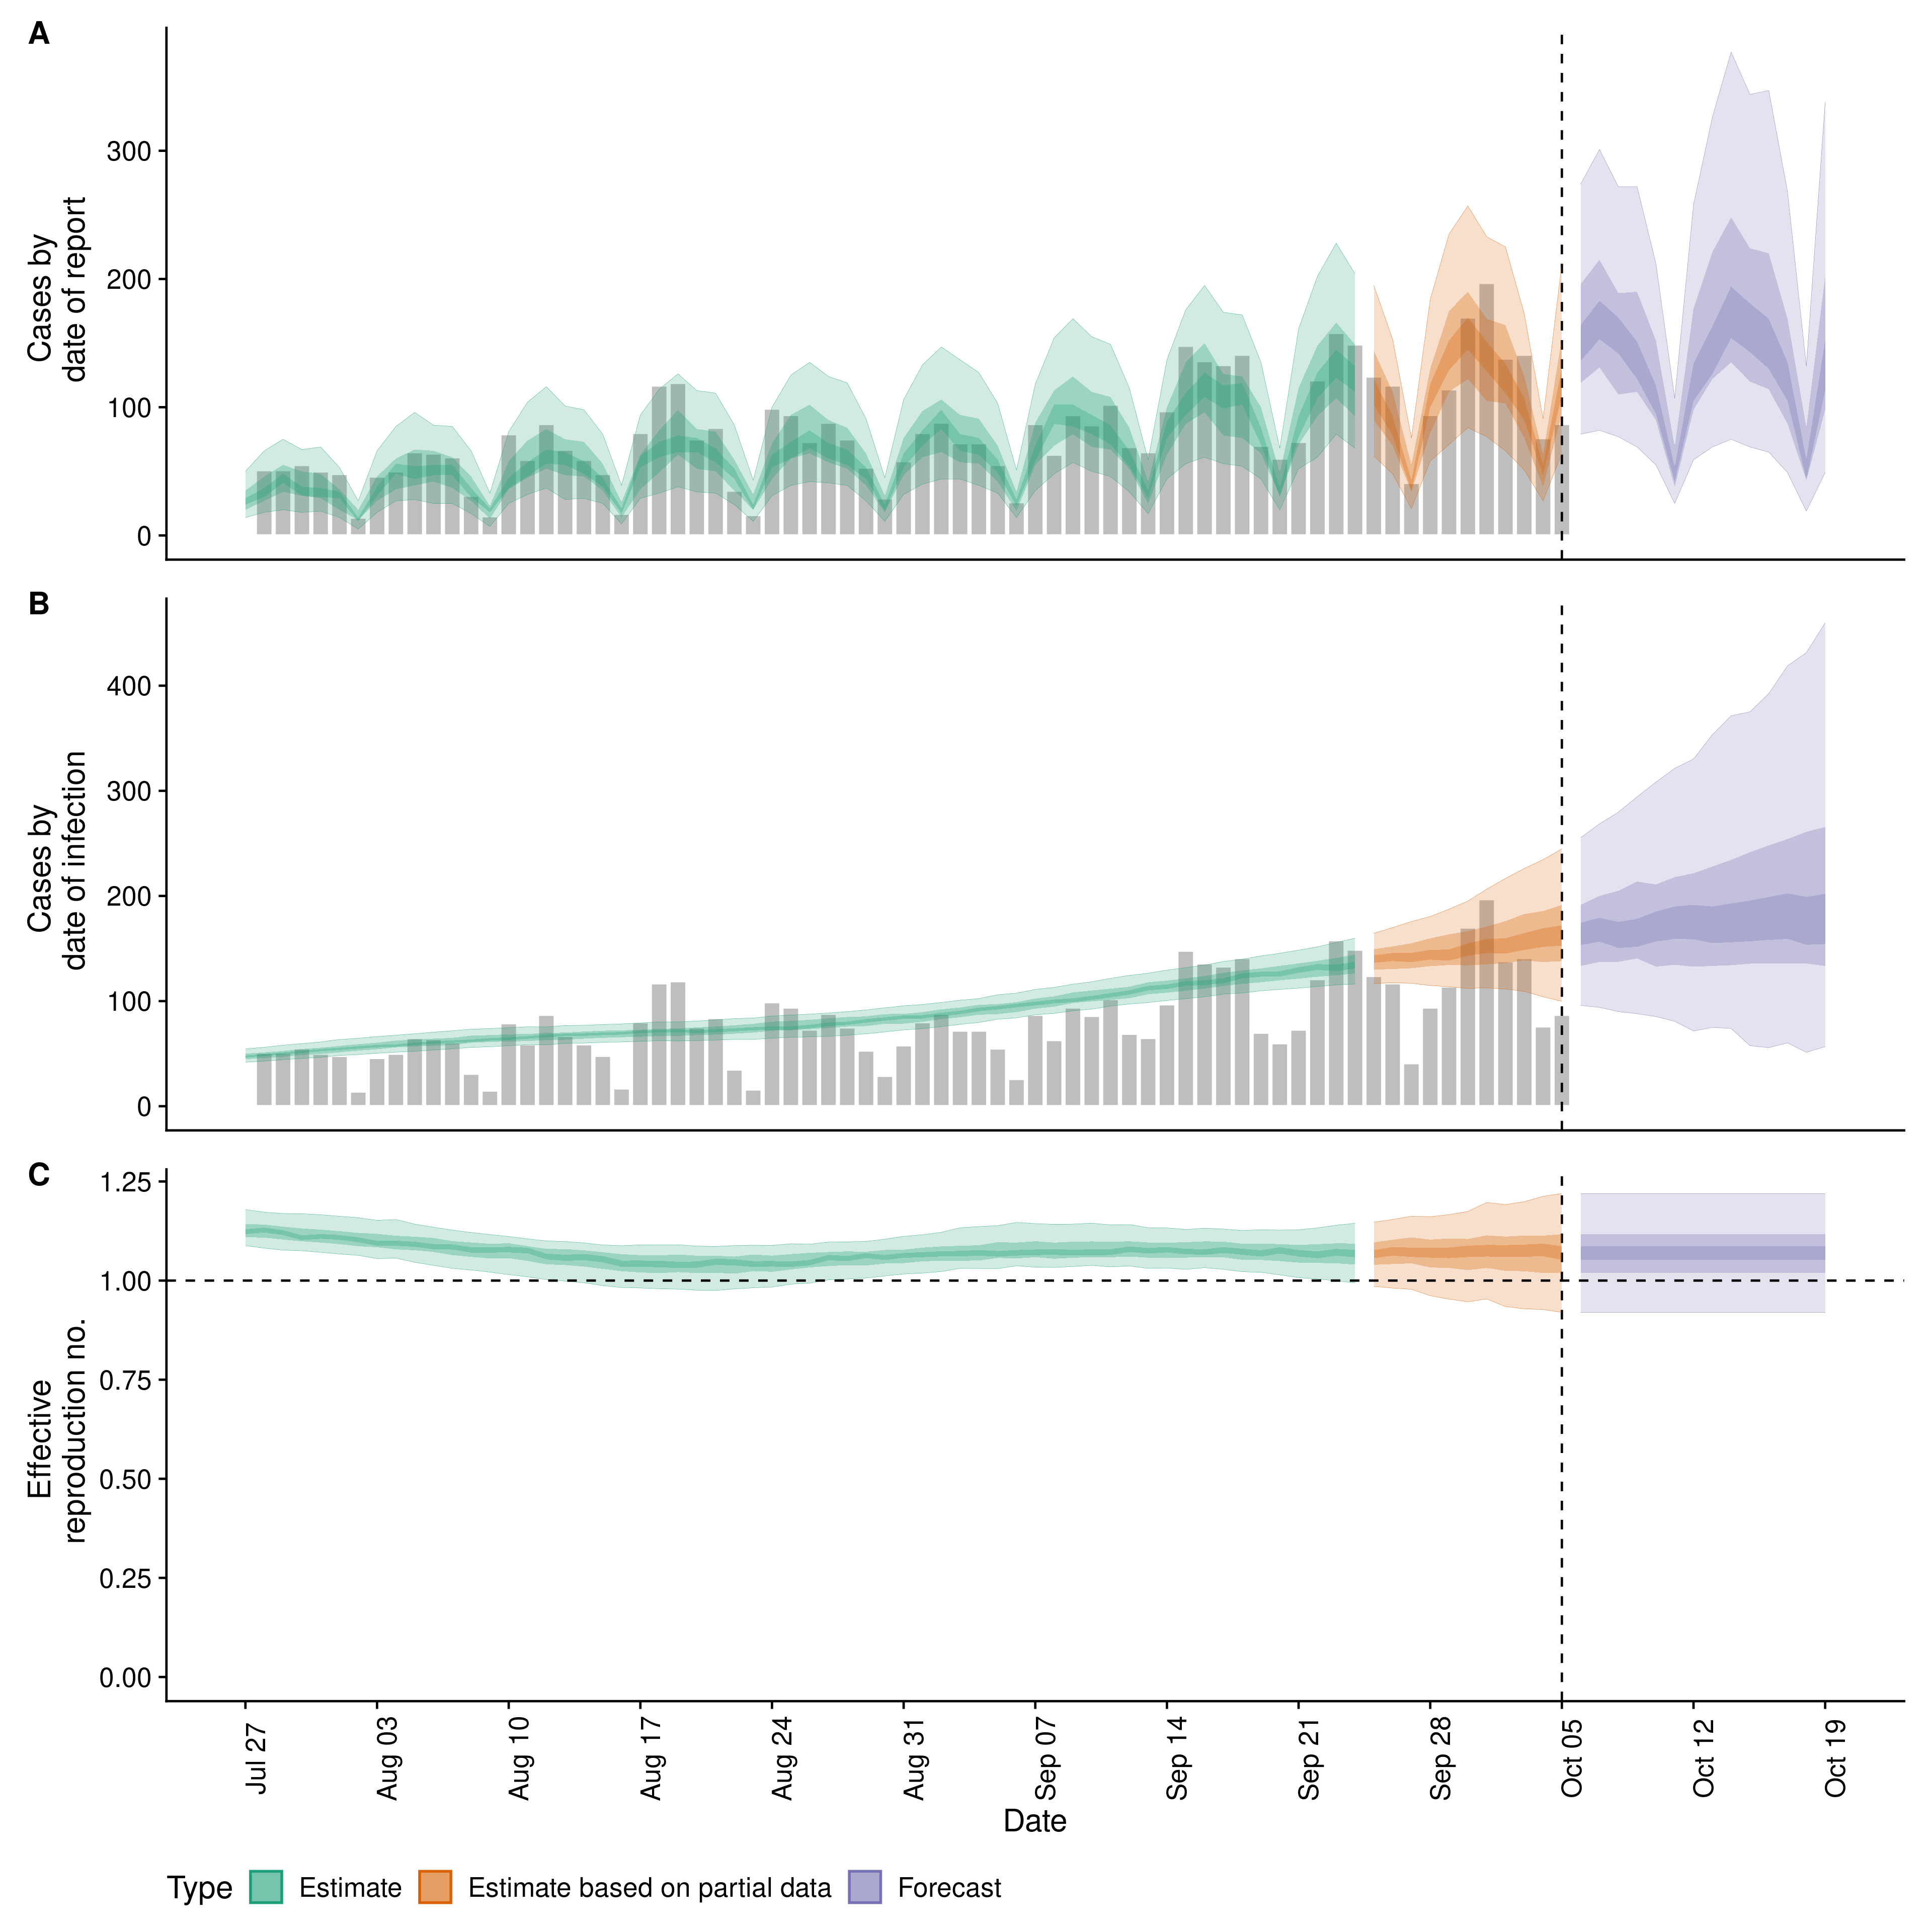 A
Cases by
date of report
300
200
100
0
B
Cases by
date of infection
400
300
200
100
0
C
Effective
reproduction no.
1.25
1.00
0.75
0.50
0.25
0.00
Jul 27
Aug 03
Aug 10
Aug 17
Aug 24
Aug 31
Sep 07
Sep 14
Sep 21
Sep 28
Oct 05
Oct 12
Oct 19
Date
Type Estimate Estimate based on partial data Forecast